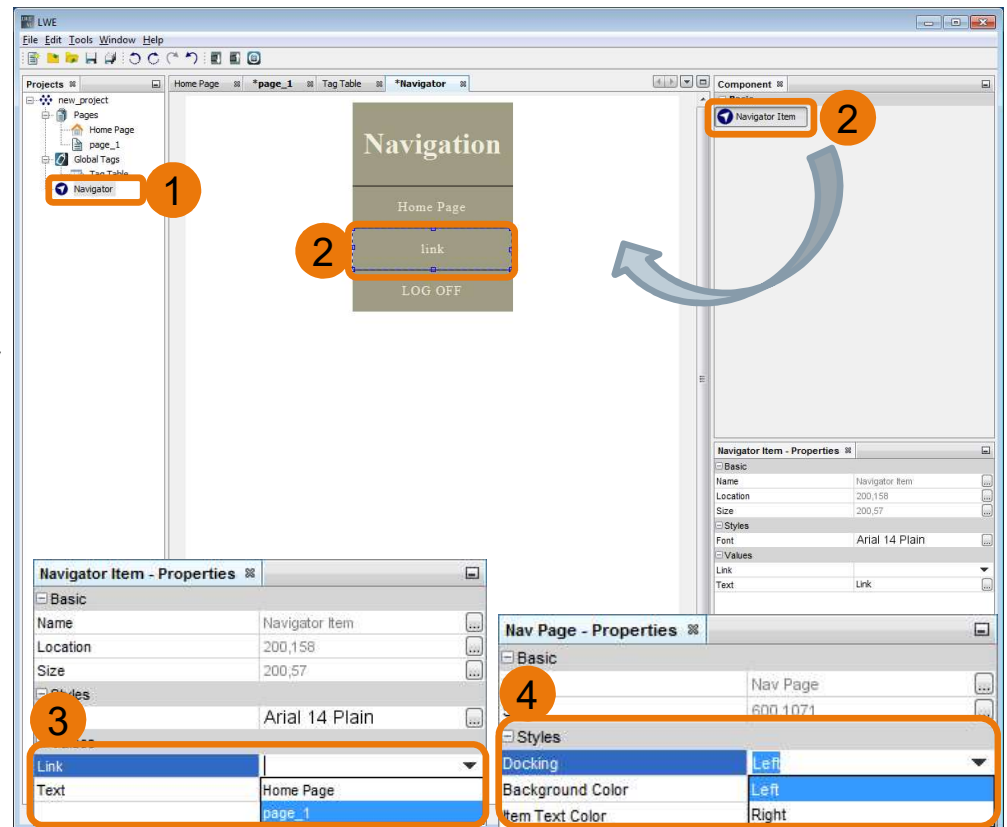 LWE
File Edit Tools Window Help
Projects
Home Page *page_1 Tag Table *Navigator
Component
new_project
Pages
Home Page
page_1
Global Tags
Tag Table
Navigator
1
Basic
Navigator Item
2
Navigation
Home Page
2
link
LOG OFF
Navigator Item - Properties
Basic
Name Navigator Item ...
Location 200,158 ...
Size 200,57 ...
Styles
Font Arial 14 Plain ...
Values
Link
Text Link ...
Navigator Item - Properties
Basic
Name Navigator Item ...
Location 200,158 ...
Size 200,57 ...
Styles
3
Arial 14 Plain ...
Values
Link
Text Home Page
page_1
Nav Page - Properties
Basic
4
Nav Page ...
600,1071 ...
Styles
Docking Left
Background Color Left
Item Text Color Right